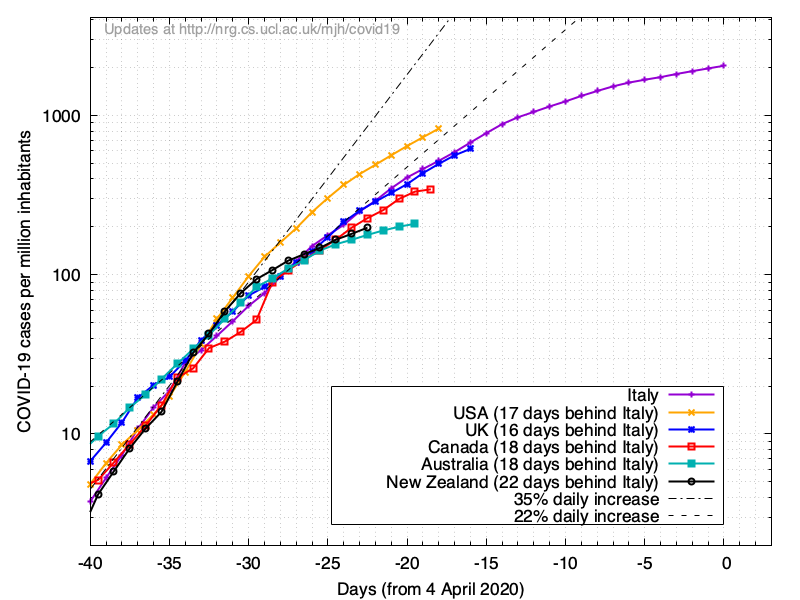 Updates at http://nrg.cs.ucl.ac.uk/mjh/covid19
COVID-19 cases per million inhabitants
1000
100
10
Italy
USA (17 days behind Italy)
UK (16 days behind Italy)
Canada (18 days behind Italy)
Australia (18 days behind Italy)
New Zealand (22 days behind Italy)
35% daily increase
22% daily increase
-40 -35 -30 -25 -20 -15 -10 -5 0
Days (from 4 April 2020)